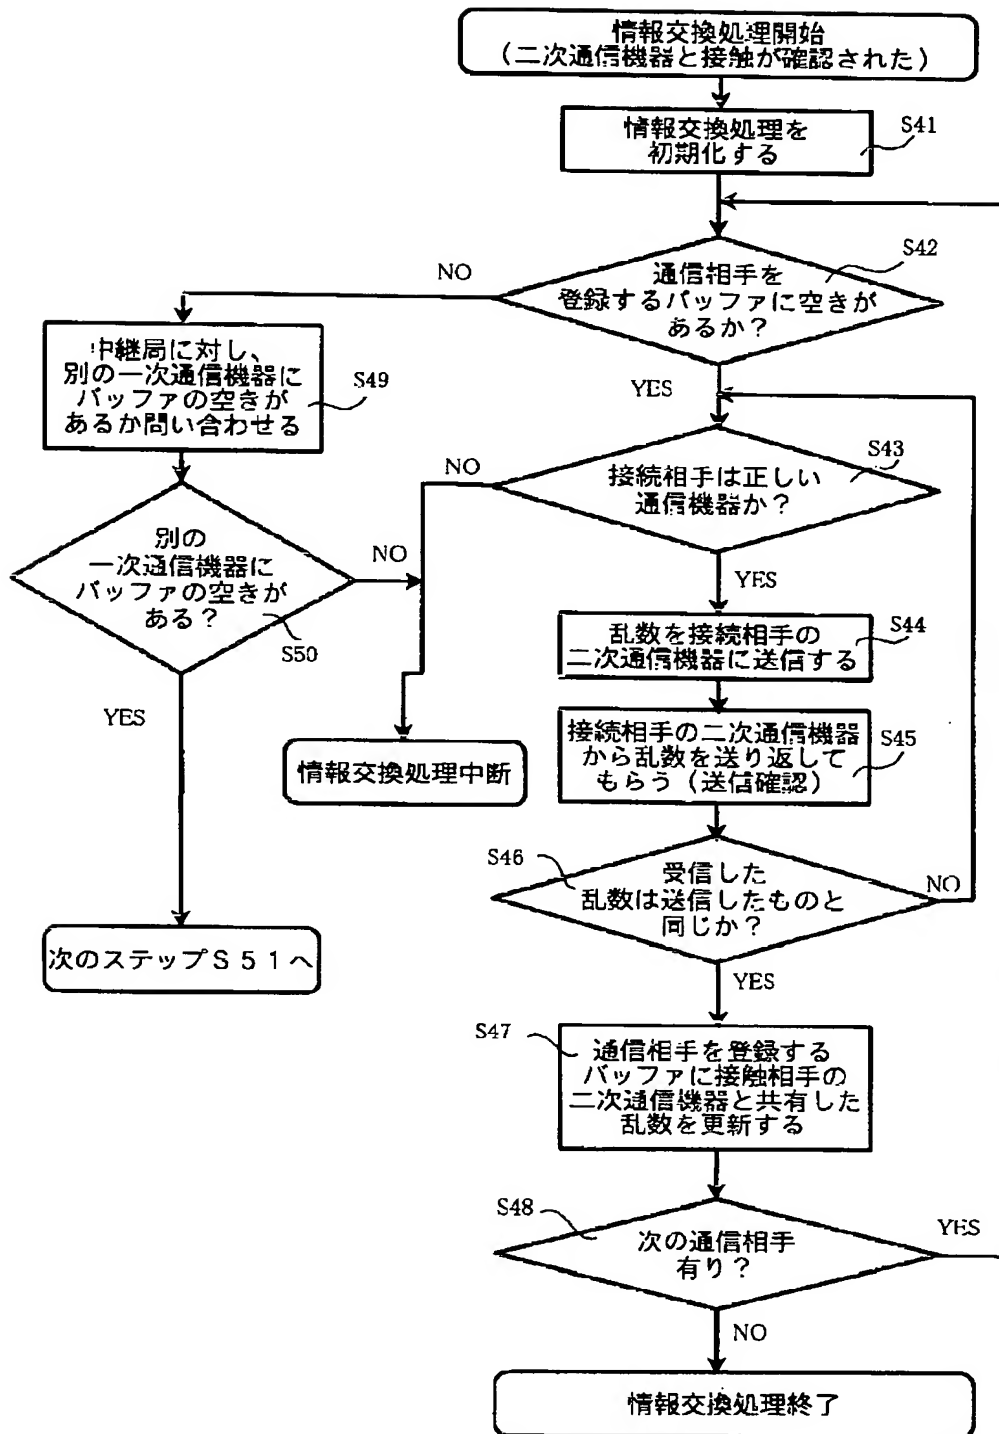 情報交換処理開始
(二次通信機器と接触が確認された)
情報交換処理を
初期化する
S41
通信相手を
登録するバッファに空きが
あるか?
S42
NO
YES
中継局に対し、
別の一次通信機器に
バッファの空きが
あるか問い合わせる
S49
接続相手は正しい
通信機器か?
S43
NO
YES
別の
一次通信機器に
バッファの空きが
ある?
S50
NO
YES
乱数を接続相手の
二次通信機器に送信する
S44
接続相手の二次通信機器
から乱数を送り返して
もらう(送信確認)
S45
情報交換処理中断
S46
受信した
乱数は送信したものと
同じか?
NO
YES
次のステップS51へ
S47
通信相手を登録する
バッファに接触相手の
二次通信機器と共有した
乱数を更新する
S48
次の通信相手
有り?
YES
NO
情報交換処理終了